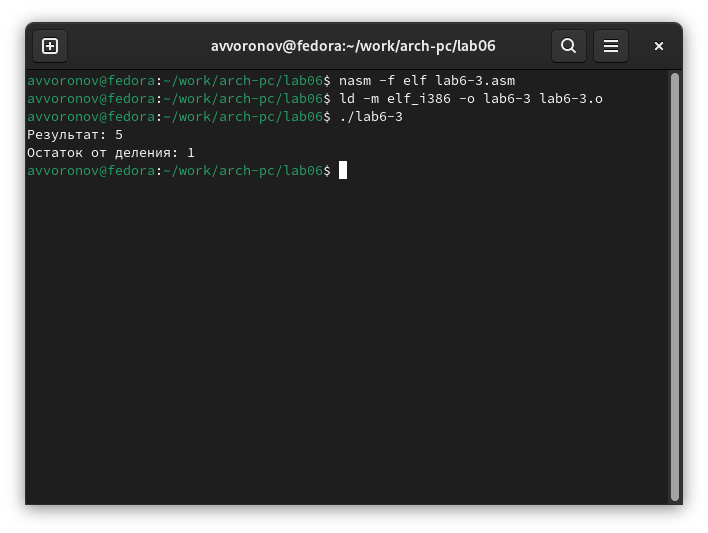 avvoronov@fedora:~/work/arch-pc/lab06
avvoronov@fedora:~/work/arch-pc/lab06$ nasm -f elf lab6-3.asm
avvoronov@fedora:~/work/arch-pc/lab06$ ld -m elf_i386 -o lab6-3 lab6-3.o
avvoronov@fedora:~/work/arch-pc/lab06$ ./lab6-3
Результат: 5
Остаток от деления: 1
avvoronov@fedora:~/work/arch-pc/lab06$